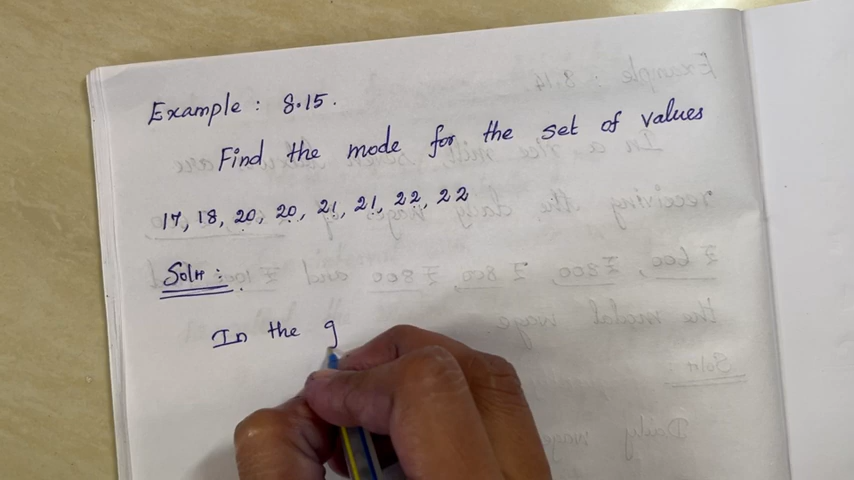 Example : 8.15.
Find the mode for the set of values
17, 18, 20, 20, 21, 21, 22, 22
Soln :
In the g